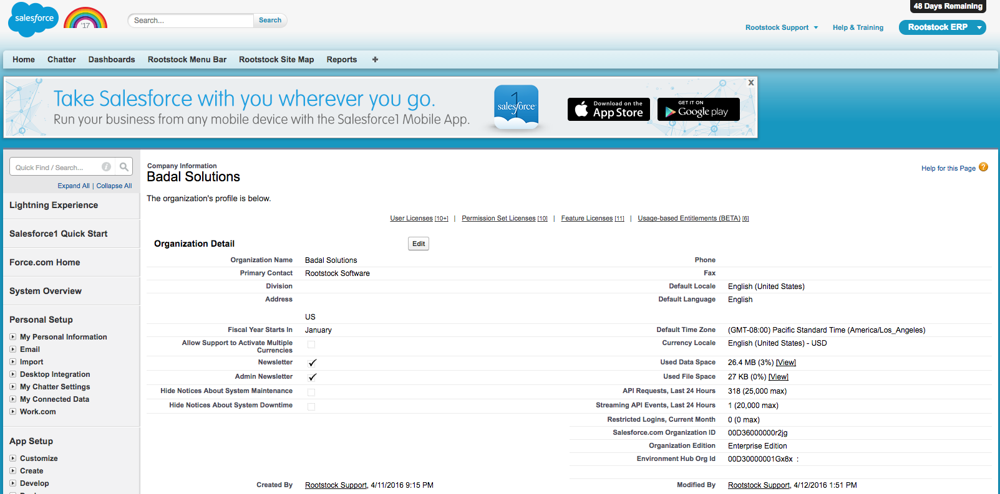 48 Days Remaining
salesforce
'17
Search...
Search
Rootstock Support
Help & Training
Rootstock ERP
Home
Chatter
Dashboards
Rootstock Menu Bar
Rootstock Site Map
Reports
+
Take Salesforce with you wherever you go.
Run your business from any mobile device with the Salesforce1 Mobile App.
1
salesforce
Download on the
App Store
GET IT ON
Google play
X
Quick Find / Search...
i
Expand All | Collapse All
Lightning Experience
Salesforce1 Quick Start
Force.com Home
System Overview
Personal Setup
My Personal Information
Email
Import
Desktop Integration
My Chatter Settings
My Connected Data
Work.com
App Setup
Customize
Create
Develop
Company Information
Badal Solutions
Help for this Page ?
The organization's profile is below.
User Licenses [10+] | Permission Set Licenses [10] | Feature Licenses [11] | Usage-based Entitlements (BETA) [6]
Organization Detail
Edit
Organization Name Badal Solutions
Phone
Primary Contact Rootstock Software
Fax
Division
Default Locale English (United States)
Address
Default Language English
US
Fiscal Year Starts In January
Default Time Zone (GMT-08:00) Pacific Standard Time (America/Los_Angeles)
Allow Support to Activate Multiple
Currencies
Currency Locale English (United States) - USD
Newsletter
Used Data Space 26.4 MB (3%) [View]
Admin Newsletter
Used File Space 27 KB (0%) [View]
Hide Notices About System Maintenance
API Requests, Last 24 Hours 318 (25,000 max)
Hide Notices About System Downtime
Streaming API Events, Last 24 Hours 1 (20,000 max)
Restricted Logins, Current Month 0 (0 max)
Salesforce.com Organization ID 00D36000000r2jg
Organization Edition Enterprise Edition
Environment Hub Org Id 00D30000001Gx8x :
Created By Rootstock Support, 4/11/2016 9:15 PM
Modified By Rootstock Support, 4/12/2016 1:51 PM